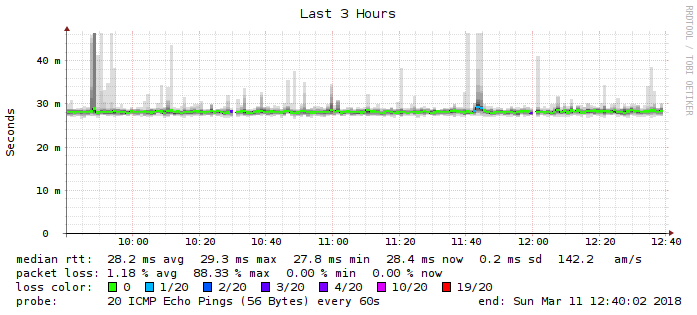 Last 3 Hours
RRDTOOL / TOBI OETIKER
Seconds
40 m
30 m
20 m
10 m
0
10:00 10:20 10:40 11:00 11:20 11:40 12:00 12:20 12:40
median rtt: 28.2 ms avg 29.3 ms max 27.8 ms min 28.4 ms now 0.2 ms sd 142.2 am/s
packet loss: 1.18 % avg 88.33 % max 0.00 % min 0.00 % now
loss color: 0 1/20 2/20 3/20 4/20 10/20 19/20
probe: 20 ICMP Echo Pings (56 Bytes) every 60s end: Sun Mar 11 12:40:02 2018